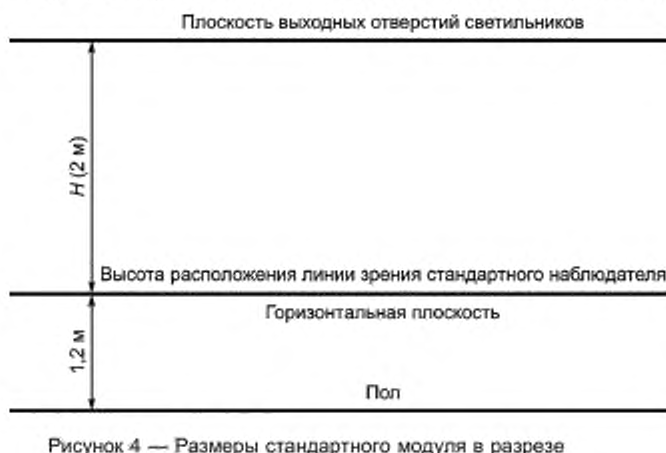 Плоскость выходных отверстий светильников
H (2 м)
Высота расположения линии зрения стандартного наблюдателя
Горизонтальная плоскость
1,2 м
Пол
Рисунок 4 — Размеры стандартного модуля в разрезе